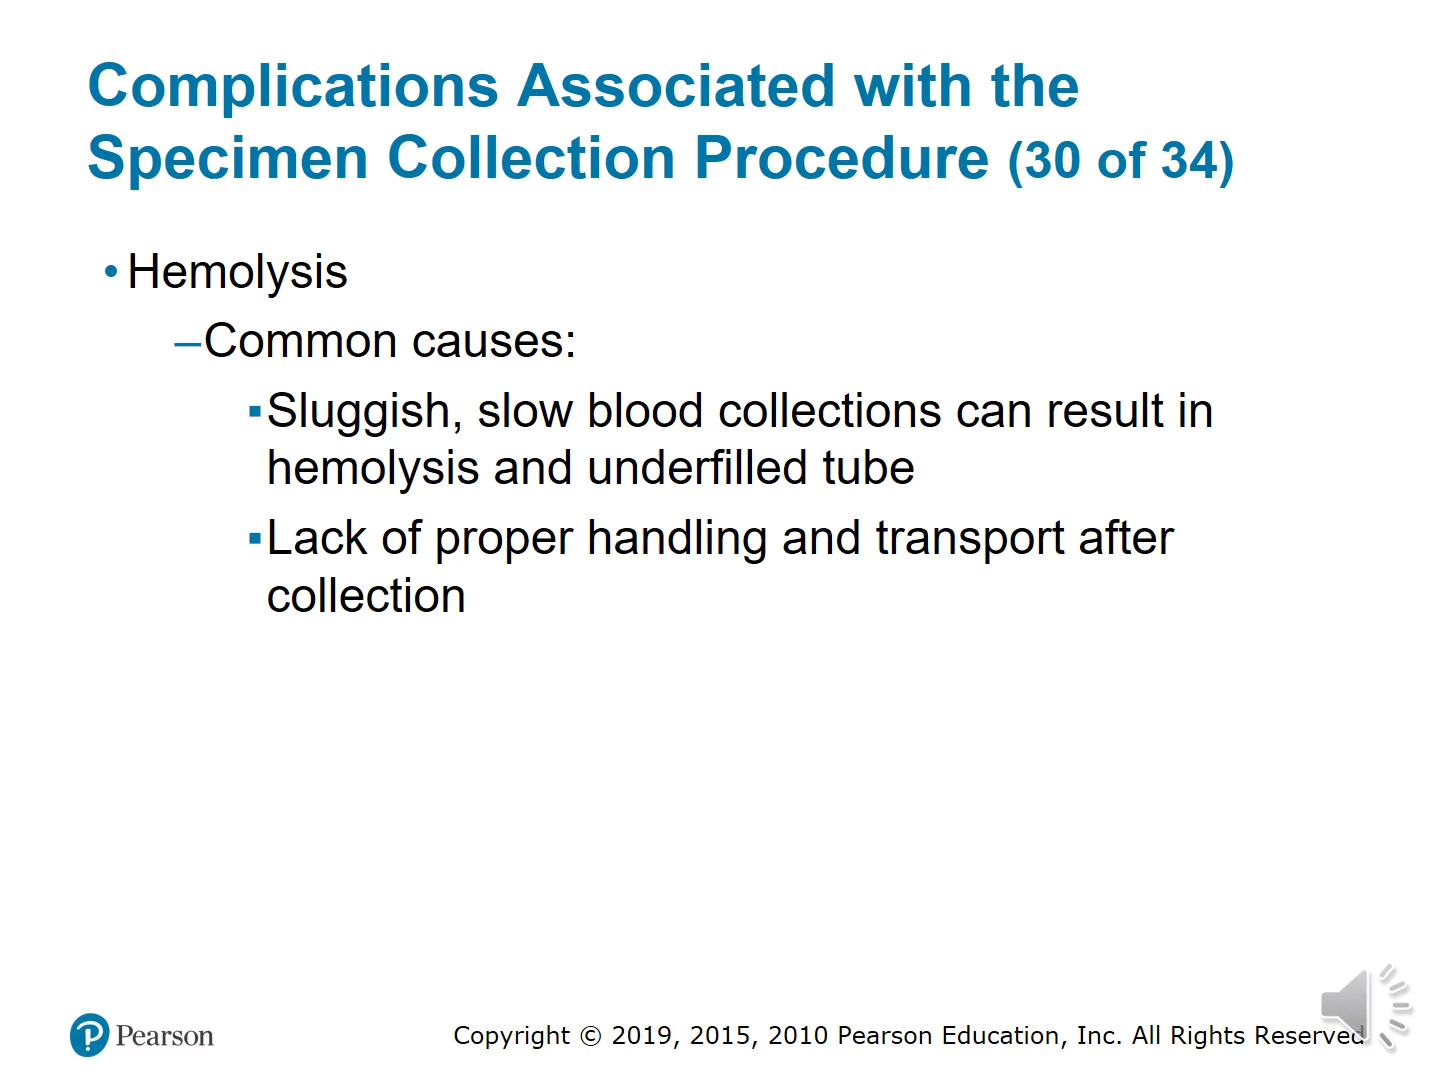 Complications Associated with the
Specimen Collection Procedure (30 of 34)
• Hemolysis
–Common causes:
▪Sluggish, slow blood collections can result in
hemolysis and underfilled tube
▪Lack of proper handling and transport after
collection
Pearson
Copyright © 2019, 2015, 2010 Pearson Education, Inc. All Rights Reserved